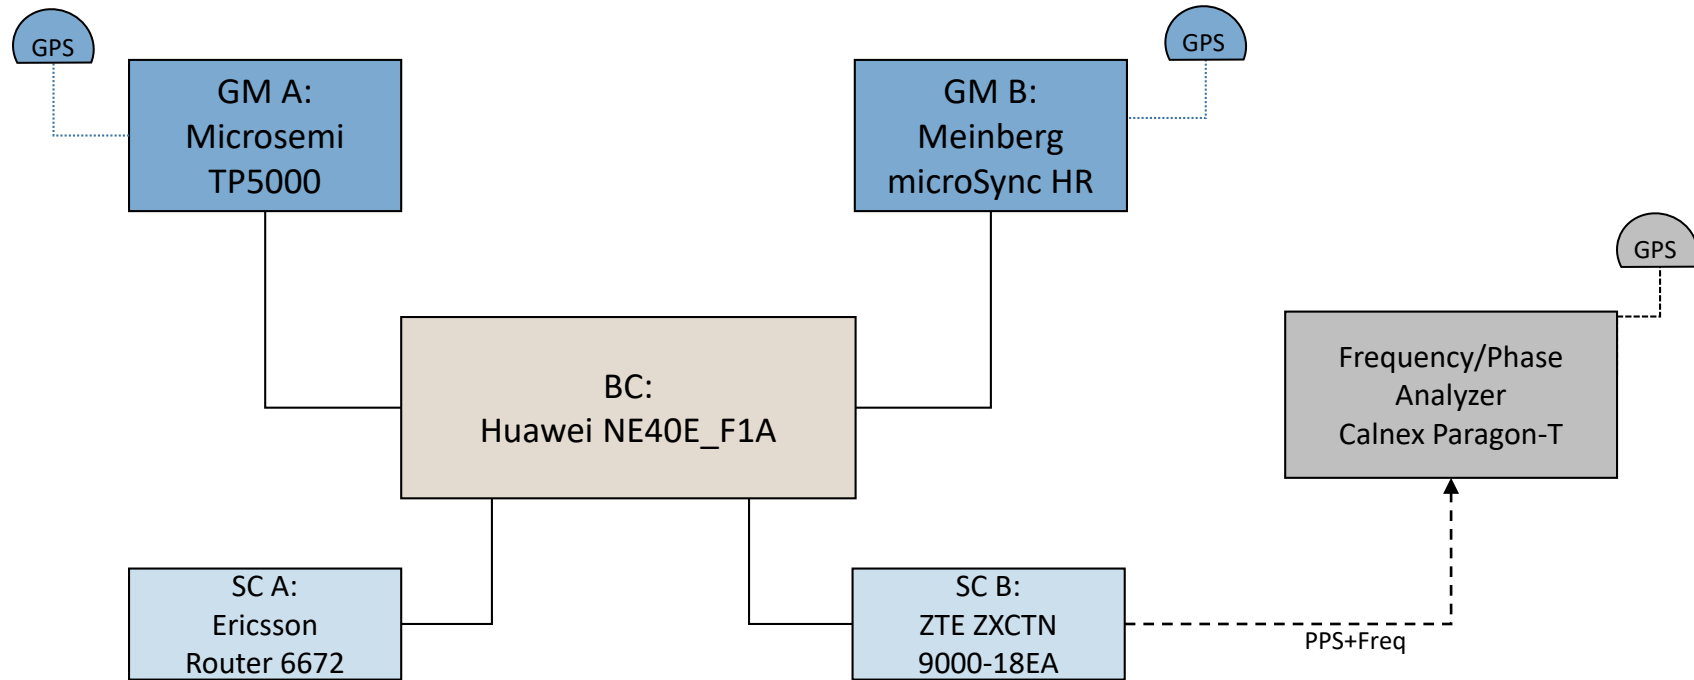 GPS
GM A:
Microsemi
TP5000
GM B:
Meinberg
microSync HR
GPS
GPS
BC:
Huawei NE40E_F1A
Frequency/Phase
Analyzer
Calnex Paragon-T
SC A:
Ericsson
Router 6672
SC B:
ZTE ZXCTN
9000-18EA
PPS+Freq